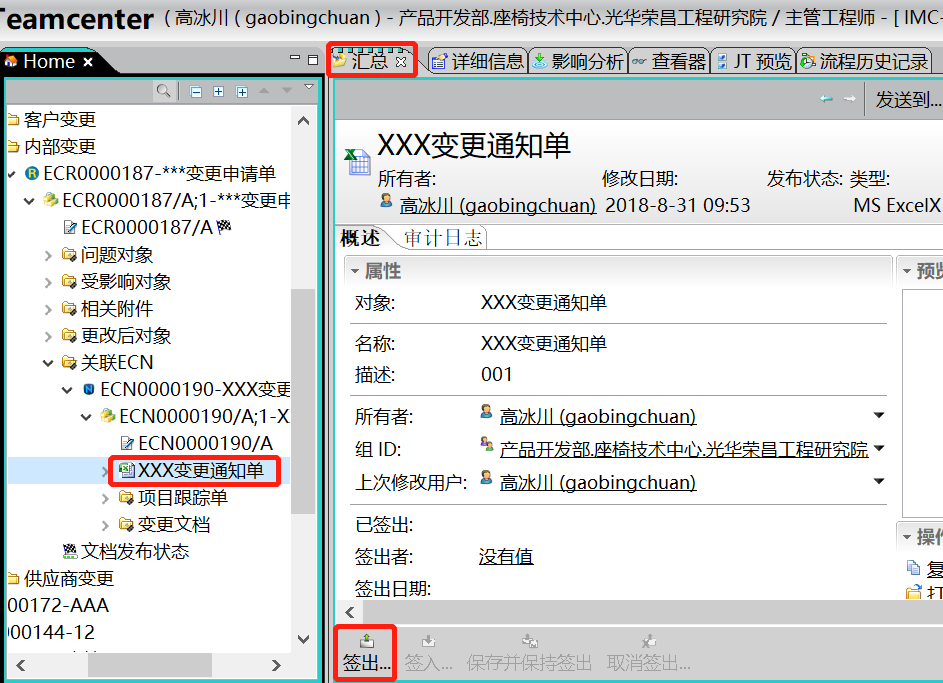 Teamcenter ( 高冰川 ( gaobingchuan ) - 产品开发部.座椅技术中心.光华荣昌工程研究院 / 主管工程师 - [ IMC-
Home
汇总 详细信息 影响分析 查看器 JT 预览 流程历史记录
发送到...
客户变更
内部变更
ECR0000187-***变更申请单
ECR0000187/A;1-***变更申
ECR0000187/A
问题对象
受影响对象
相关附件
更改后对象
关联ECN
ECN0000190-XXX变更
ECN0000190/A;1-X
ECN0000190/A
XXX变更通知单
项目跟踪单
变更文档
文档发布状态
供应商变更
00172-AAA
00144-12
XXX变更通知单
所有者: 修改日期: 发布状态: 类型:
高冰川 (gaobingchuan) 2018-8-31 09:53 MS ExcelX
概述 审计日志
属性
对象: XXX变更通知单
名称: XXX变更通知单
描述: 001
所有者: 高冰川 (gaobingchuan)
组 ID: 产品开发部.座椅技术中心.光华荣昌工程研究院
上次修改用户: 高冰川 (gaobingchuan)
已签出:
签出者: 没有值
签出日期:
预览
操作
复
打
签出... 签入... 保存并保持签出 取消签出...